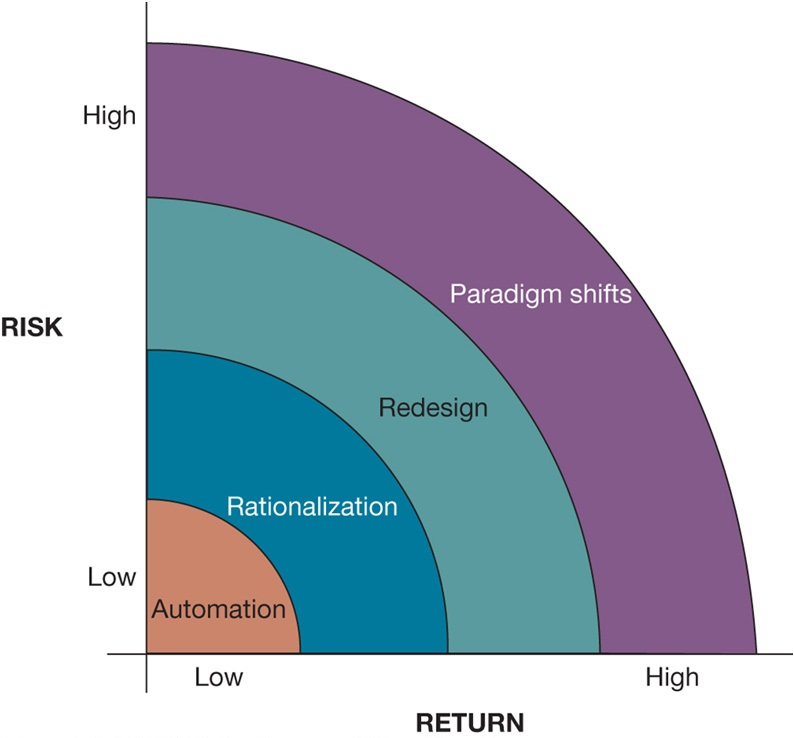 High
Paradigm shifts
RISK
Redesign
Rationalization
Low
Automation
Low
High
RETURN